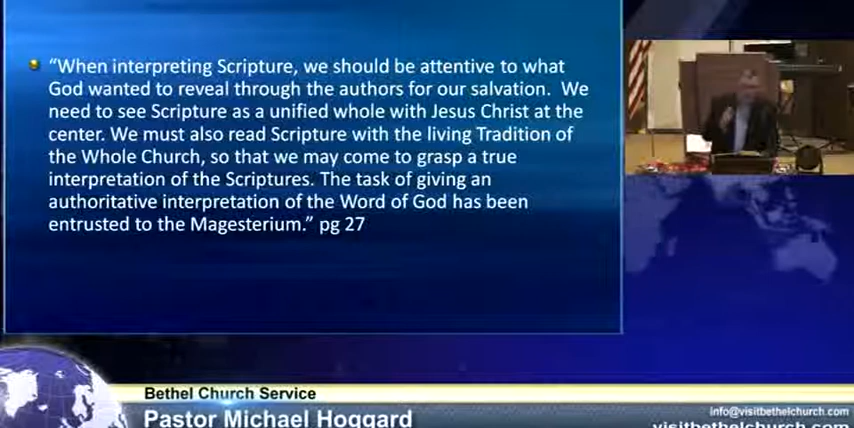 “When interpreting Scripture, we should be attentive to what
God wanted to reveal through the authors for our salvation.  We
need to see Scripture as a unified whole with Jesus Christ at the
center. We must also read Scripture with the living Tradition of
the Whole Church, so that we may come to grasp a true
interpretation of the Scriptures. The task of giving an
authoritative interpretation of the Word of God has been
entrusted to the Magesterium.” pg 27
Bethel Church Service
Pastor Michael Hoggard
info@visitbethelchurch.com
visitbethelchurch.com